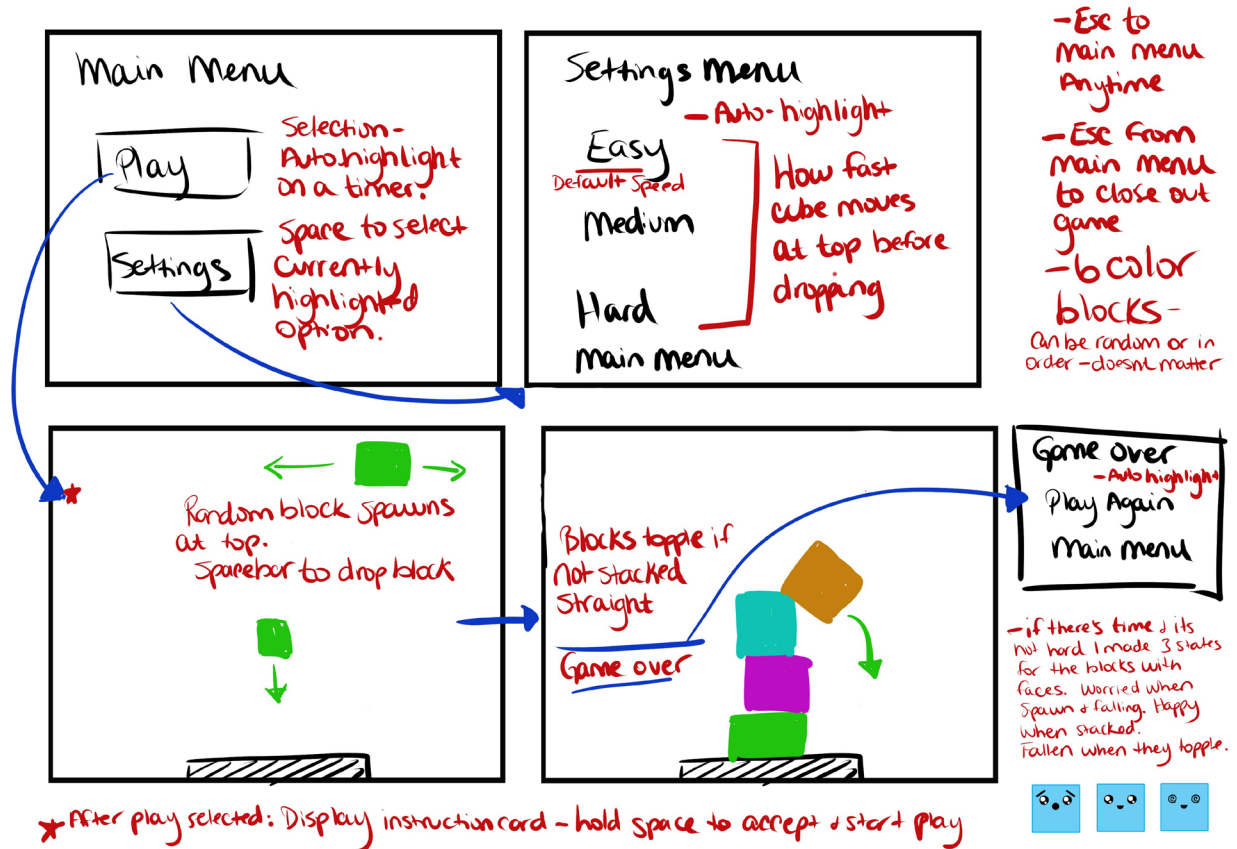 Main Menu
Play
Settings
Selection -
Auto highlight
on a timer?
Space to select
currently
highlighted
option.
Settings Menu
- Auto-highlight
Easy
Default Speed
Medium
Hard
Main menu
How fast
cube moves
at top before
dropping
- Esc to
Main menu
Anytime
- Esc from
main menu
to close out
game
- 6 color
blocks -
Can be random or in
order - doesnt matter
Random block spawns
at top.
Spacebar to drop block
Blocks topple if
not stacked
straight
Game over
Game over
- Auto highlight
Play Again
Main menu
- if there's time & its
not hard I made 3 states
for the blocks with
faces. Worried when
Spawn & falling. Happy
when stacked.
Fallen when they topple.
After play selected: Display instruction card - hold space to accept & start play